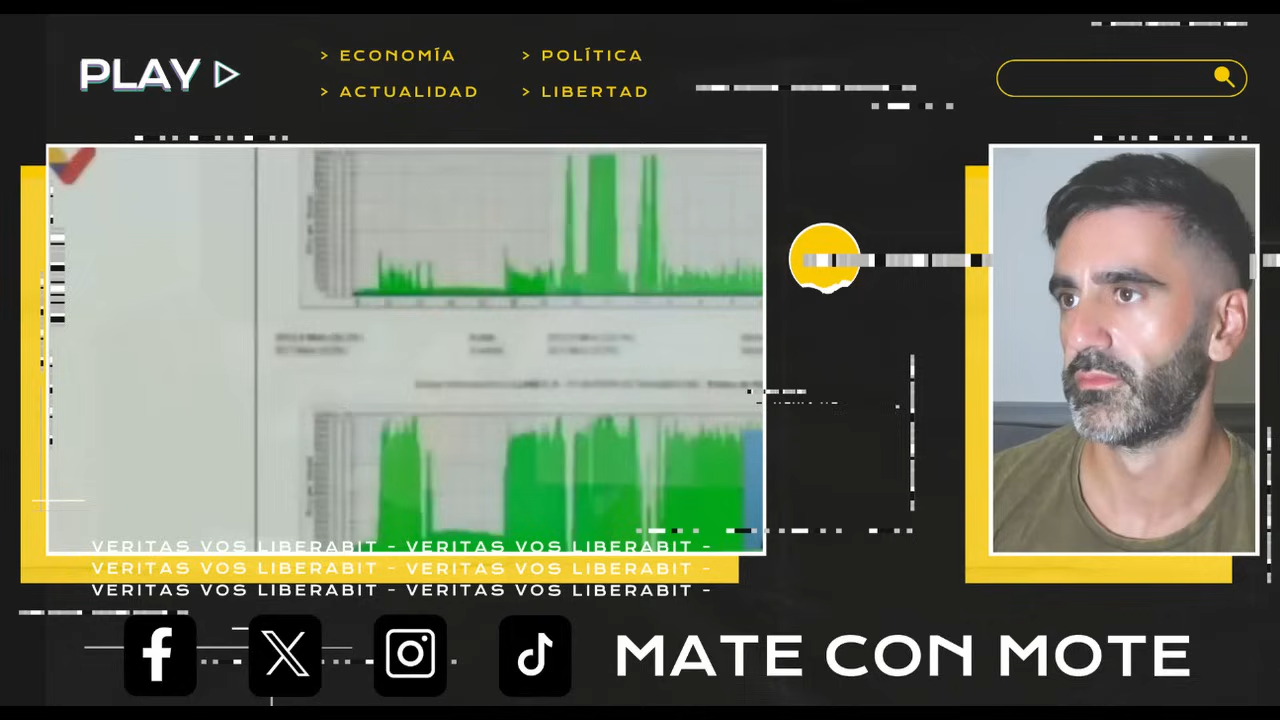 PLAY
> ECONOMÍA
> POLÍTICA
> ACTUALIDAD
> LIBERTAD
VERITAS VOS LIBERABIT - VERITAS VOS LIBERABIT -
VERITAS VOS LIBERABIT - VERITAS VOS LIBERABIT -
VERITAS VOS LIBERABIT - VERITAS VOS LIBERABIT -
MATE CON MOTE